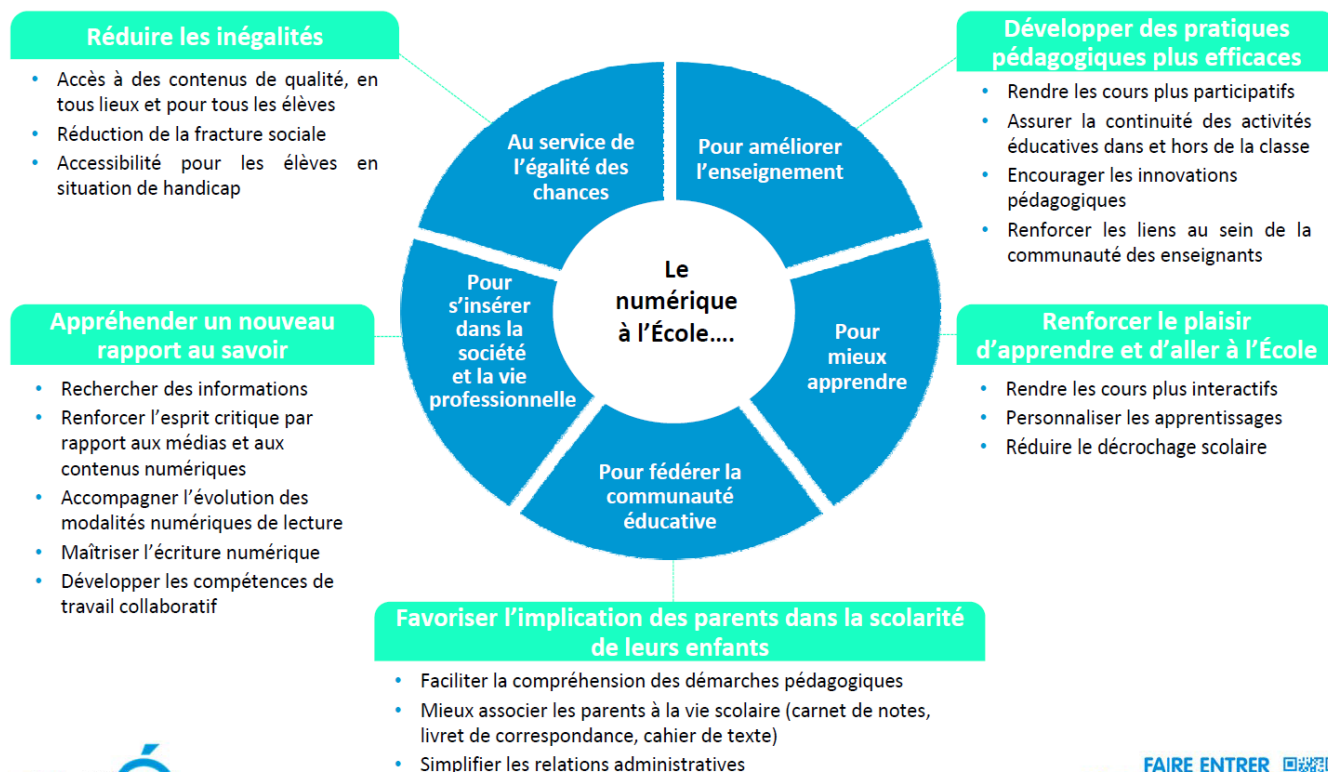 Réduire les inégalités
• Accès à des contenus de qualité, en
tous lieux et pour tous les élèves
• Réduction de la fracture sociale
• Accessibilité pour les élèves en
situation de handicap
Développer des pratiques
pédagogiques plus efficaces
• Rendre les cours plus participatifs
• Assurer la continuité des activités
éducatives dans et hors de la classe
• Encourager les innovations
pédagogiques
• Renforcer les liens au sein de la
communauté des enseignants
Au service de
l'égalité des
chances
Pour améliorer
l'enseignement
Le
numérique
à l'École....
Pour
s'insérer
dans la
société
et la vie
professionnelle
Pour
mieux
apprendre
Pour fédérer la
communauté
éducative
Appréhender un nouveau
rapport au savoir
• Rechercher des informations
• Renforcer l'esprit critique par
rapport aux médias et aux
contenus numériques
• Accompagner l'évolution des
modalités numériques de lecture
• Maîtriser l'écriture numérique
• Développer les compétences de
travail collaboratif
Renforcer le plaisir
d'apprendre et d'aller à l'École
• Rendre les cours plus interactifs
• Personnaliser les apprentissages
• Réduire le décrochage scolaire
Favoriser l'implication des parents dans la scolarité
de leurs enfants
• Faciliter la compréhension des démarches pédagogiques
• Mieux associer les parents à la vie scolaire (carnet de notes,
livret de correspondance, cahier de texte)
• Simplifier les relations administratives
FAIRE ENTRER